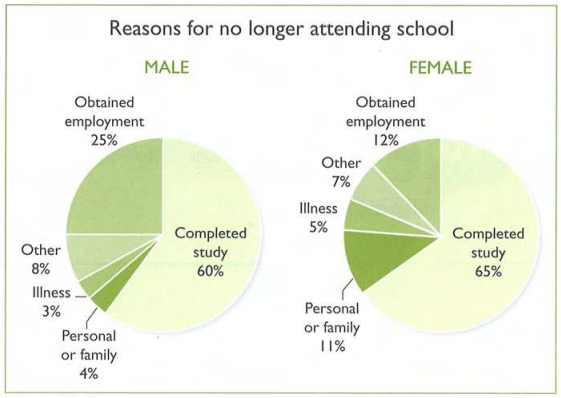 Reasons for no longer attending school
MALE
Obtained
employment
25%
Other
8%
Illness
3%
Personal
or family
4%
Completed
study
60%
FEMALE
Obtained
employment
12%
Other
7%
Illness
5%
Personal
or family
11%
Completed
study
65%